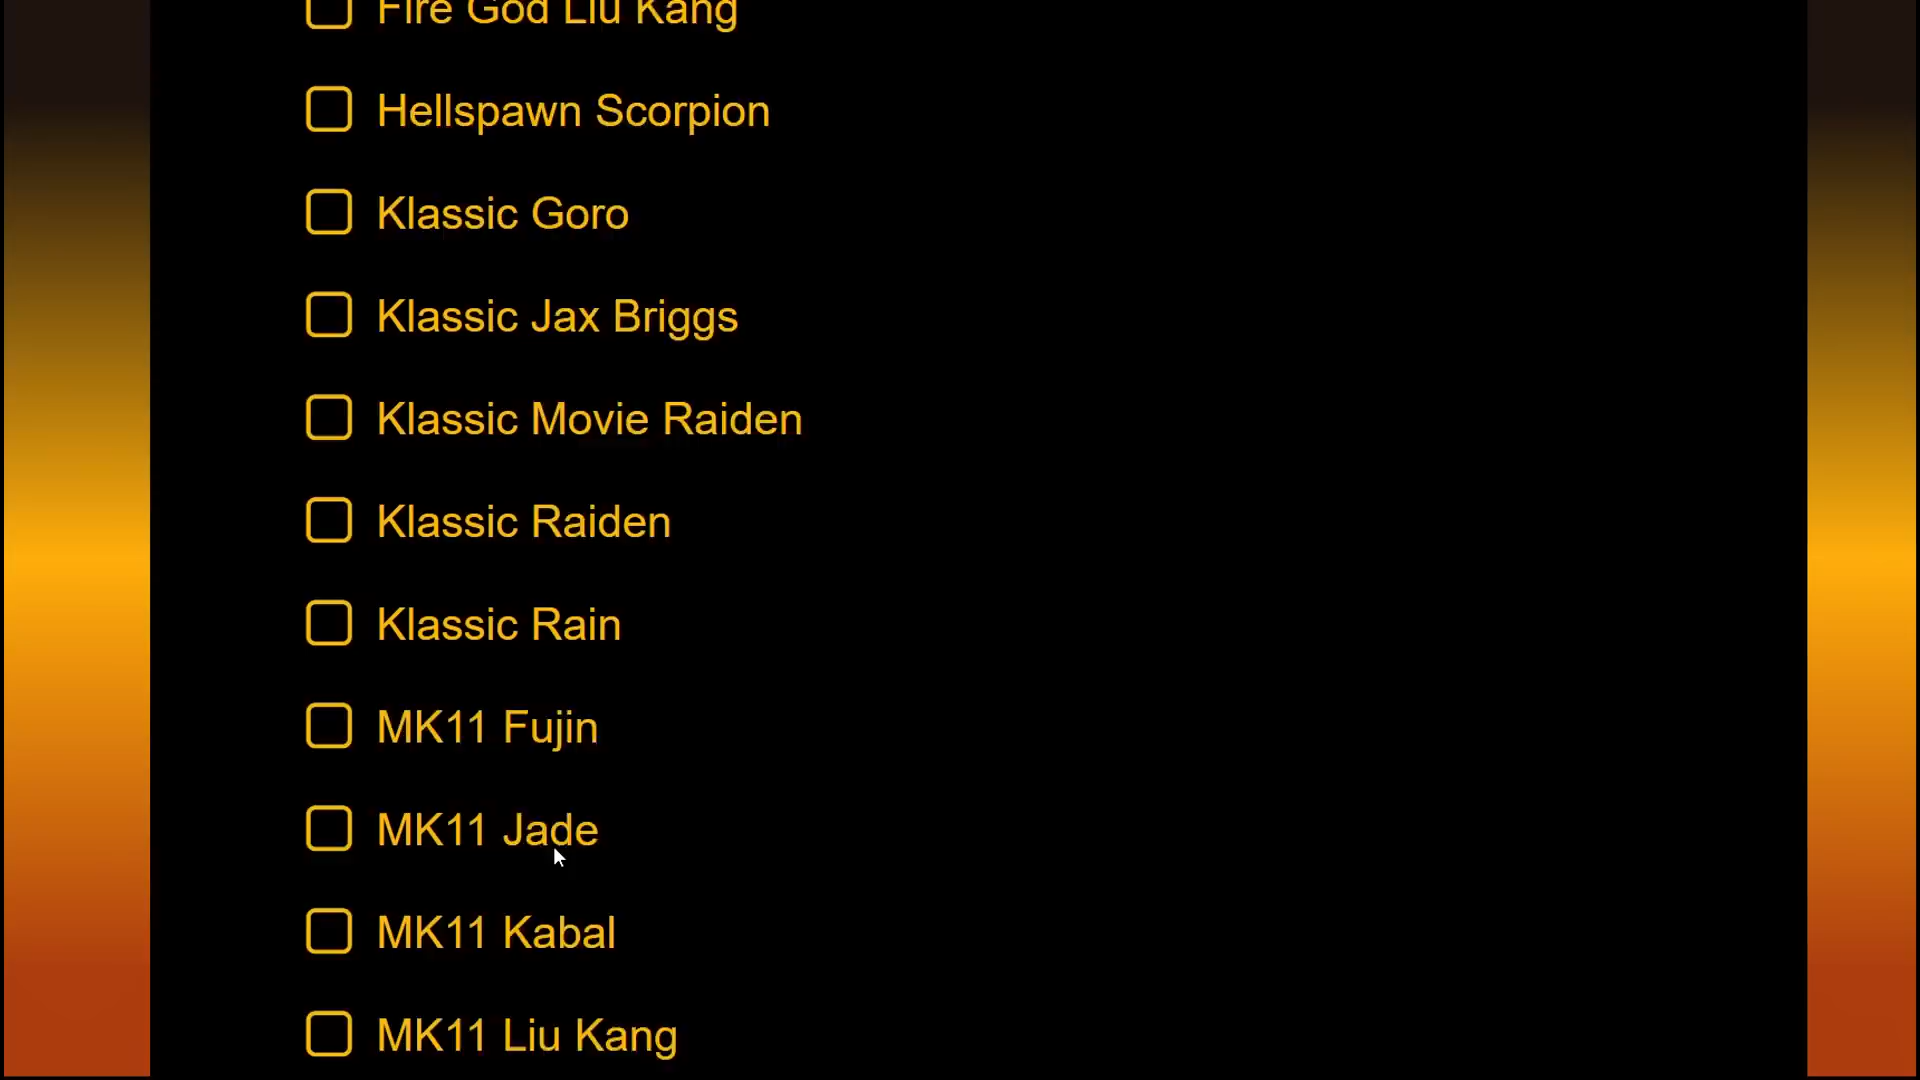 Fire God Liu Kang
Hellspawn Scorpion
Klassic Goro
Klassic Jax Briggs
Klassic Movie Raiden
Klassic Raiden
Klassic Rain
MK11 Fujin
MK11 Jade
MK11 Kabal
MK11 Liu Kang